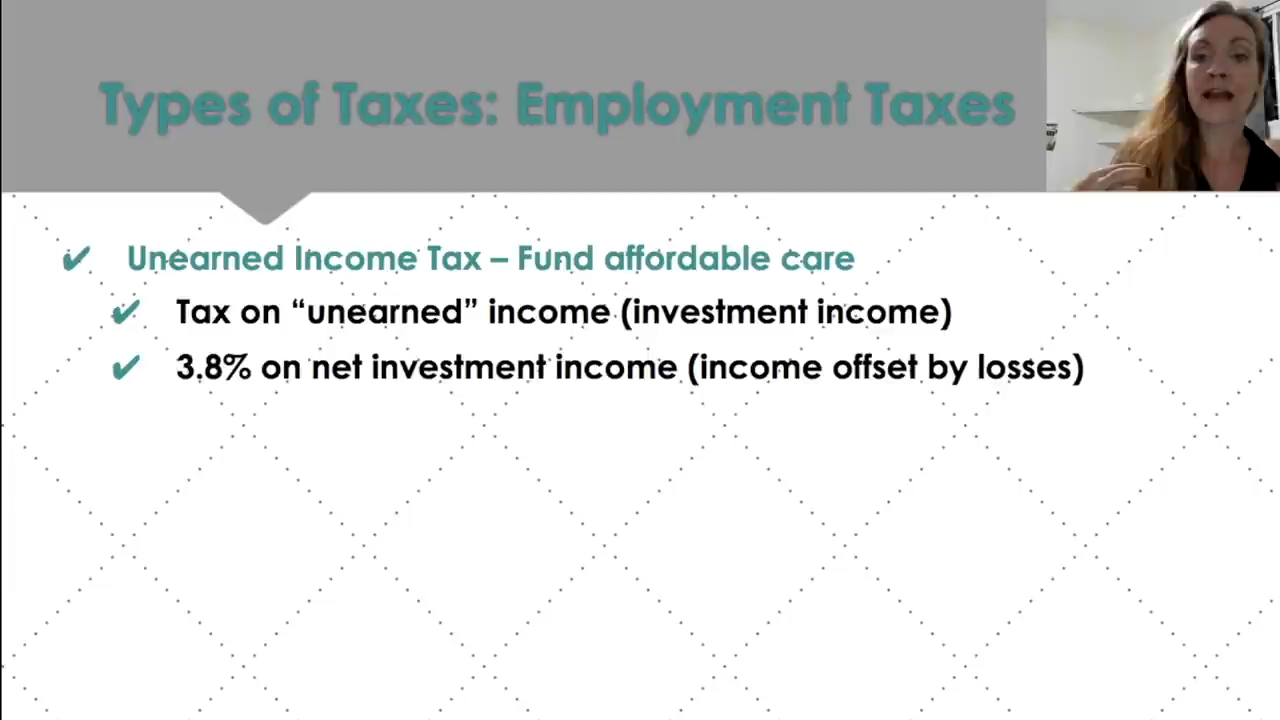 Types of Taxes: Employment Taxes
✔ Unearned Income Tax – Fund affordable care
✔ Tax on “unearned” income (investment income)
✔ 3.8% on net investment income (income offset by losses)